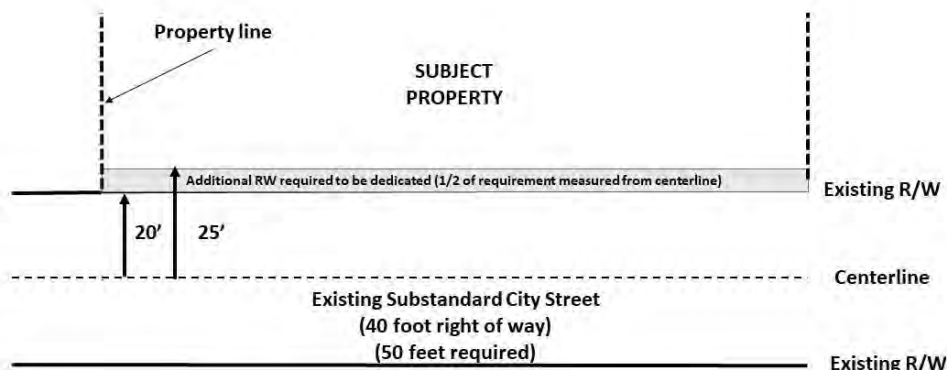 Property line
SUBJECT
PROPERTY
Additional RW required to be dedicated (1/2 of requirement measured from centerline)
Existing R/W
20’
25’
Centerline
Existing Substandard City Street
(40 foot right of way)
(50 feet required)
Existing R/W